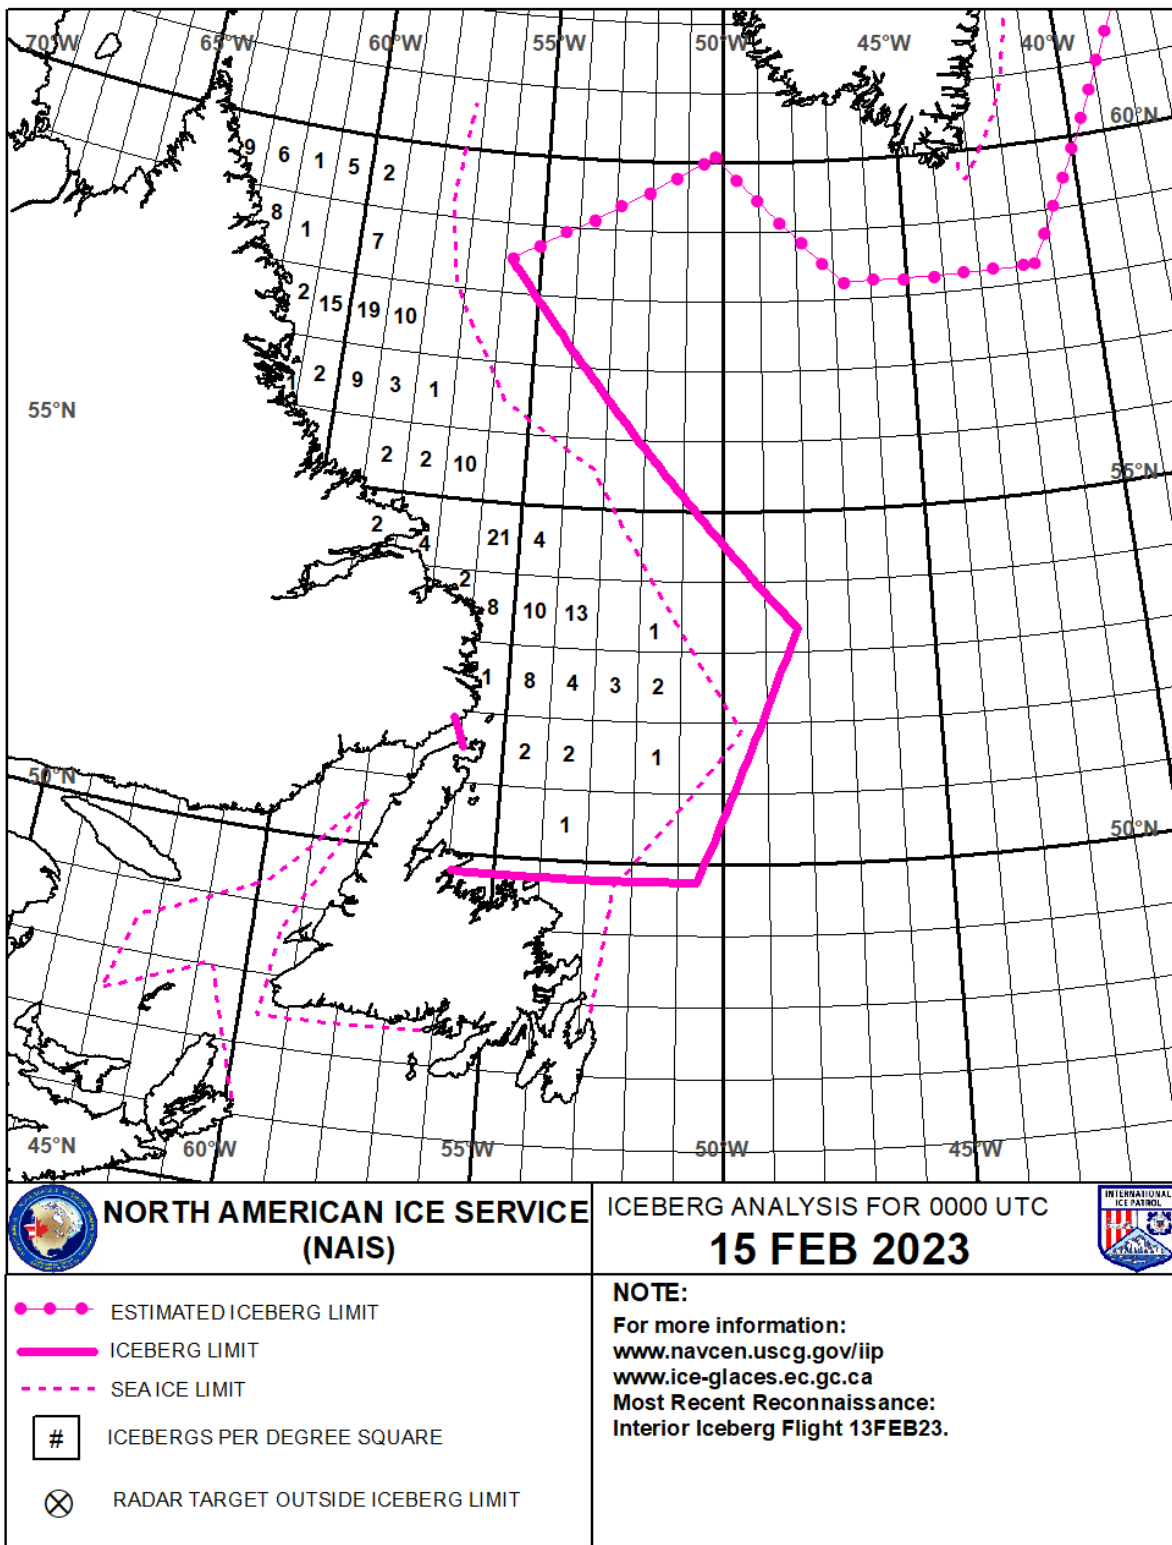 70°W 65°W 60°W 55°W 50°W 45°W 40°W
60°N
9 6 1 5 2
8 1 7
2 15 19 10
1 2 9 3 1
55°N
2 2 10
55°N
2 4 21 4
2
8 10 13 1
1 8 4 3 2
2 2 1
50°N
1
50°N
45°N 60°W 55°W 50°W 45°W
NORTH AMERICAN ICE SERVICE
(NAIS)
ICEBERG ANALYSIS FOR 0000 UTC
15 FEB 2023
INTERNATIONAL
ICE PATROL
ESTIMATED ICEBERG LIMIT
ICEBERG LIMIT
SEA ICE LIMIT
# ICEBERGS PER DEGREE SQUARE
RADAR TARGET OUTSIDE ICEBERG LIMIT
NOTE:
For more information:
www.navcen.uscg.gov/iip
www.ice-glaces.ec.gc.ca
Most Recent Reconnaissance:
Interior Iceberg Flight 13FEB23.